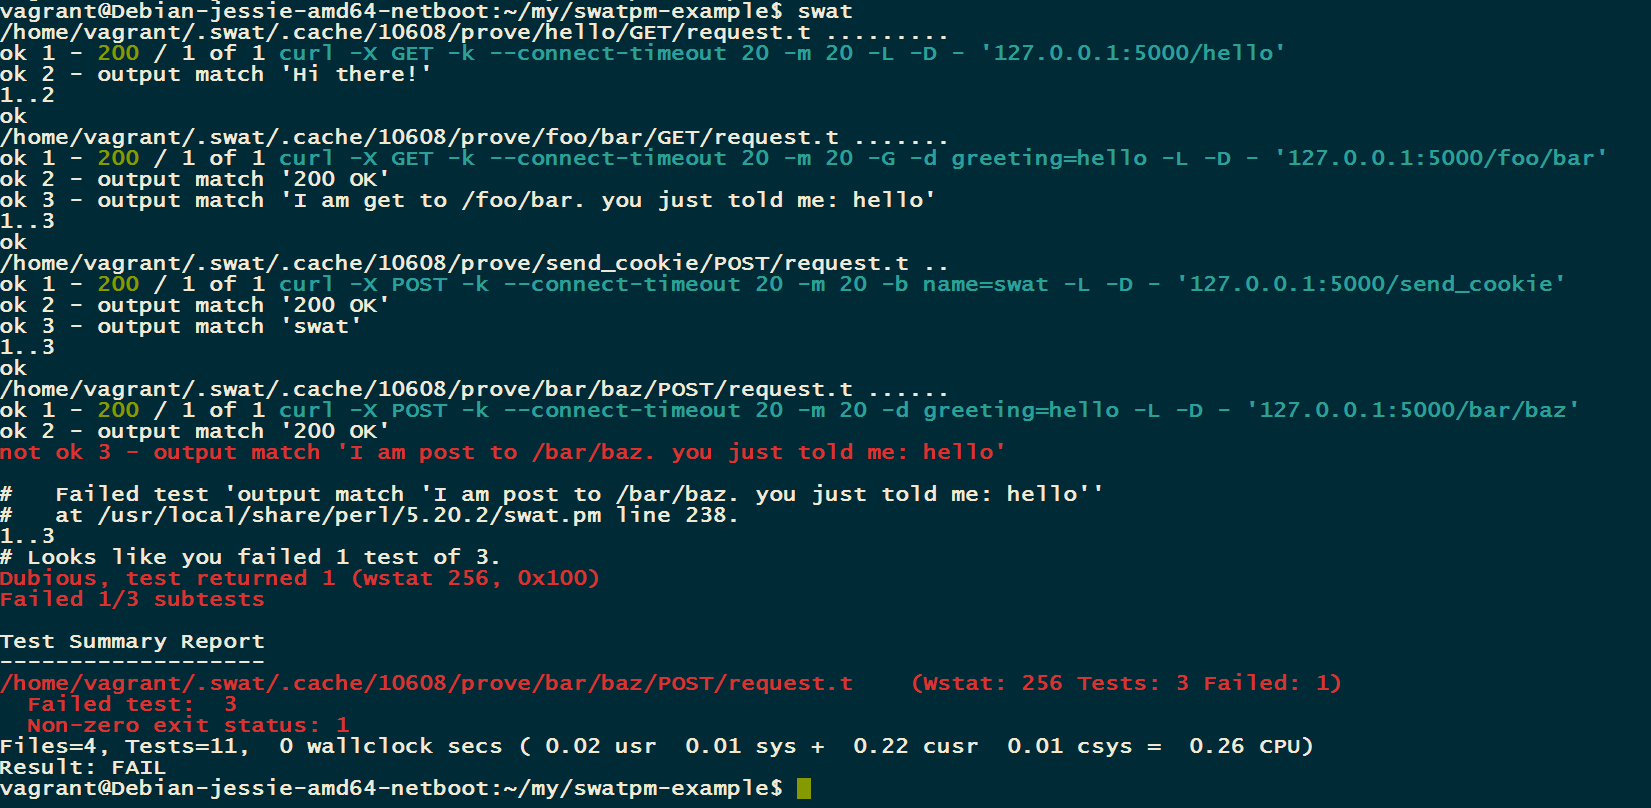 vagrant@Debian-jessie-amd64-netboot:~/my/swatpm-example$ swat
/home/vagrant/.swat/.cache/10608/prove/hello/GET/request.t .........
ok 1 - 200 / 1 of 1 curl -X GET -k --connect-timeout 20 -m 20 -L -D - '127.0.0.1:5000/hello'
ok 2 - output match 'Hi there!'
1..2
ok
/home/vagrant/.swat/.cache/10608/prove/foo/bar/GET/request.t .......
ok 1 - 200 / 1 of 1 curl -X GET -k --connect-timeout 20 -m 20 -G -d greeting=hello -L -D - '127.0.0.1:5000/foo/bar'
ok 2 - output match '200 OK'
ok 3 - output match 'I am get to /foo/bar. you just told me: hello'
1..3
ok
/home/vagrant/.swat/.cache/10608/prove/send_cookie/POST/request.t ..
ok 1 - 200 / 1 of 1 curl -X POST -k --connect-timeout 20 -m 20 -b name=swat -L -D - '127.0.0.1:5000/send_cookie'
ok 2 - output match '200 OK'
ok 3 - output match 'swat'
1..3
ok
/home/vagrant/.swat/.cache/10608/prove/bar/baz/POST/request.t ......
ok 1 - 200 / 1 of 1 curl -X POST -k --connect-timeout 20 -m 20 -d greeting=hello -L -D - '127.0.0.1:5000/bar/baz'
ok 2 - output match '200 OK'
not ok 3 - output match 'I am post to /bar/baz. you just told me: hello'

#   Failed test 'output match 'I am post to /bar/baz. you just told me: hello''
#   at /usr/local/share/perl/5.20.2/swat.pm line 238.
1..3
# Looks like you failed 1 test of 3.
Dubious, test returned 1 (wstat 256, 0x100)
Failed 1/3 subtests

Test Summary Report
-------------------
/home/vagrant/.swat/.cache/10608/prove/bar/baz/POST/request.t    (Wstat: 256 Tests: 3 Failed: 1)
  Failed test:  3
  Non-zero exit status: 1
Files=4, Tests=11,  0 wallclock secs ( 0.02 usr  0.01 sys +  0.22 cusr  0.01 csys =  0.26 CPU)
Result: FAIL
vagrant@Debian-jessie-amd64-netboot:~/my/swatpm-example$